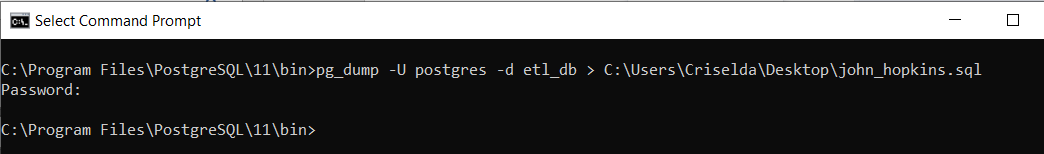 Select Command Prompt
C:\Program Files\PostgreSQL\11\bin>pg_dump -U postgres -d etl_db > C:\Users\Criselda\Desktop\john_hopkins.sql
Password:
C:\Program Files\PostgreSQL\11\bin>